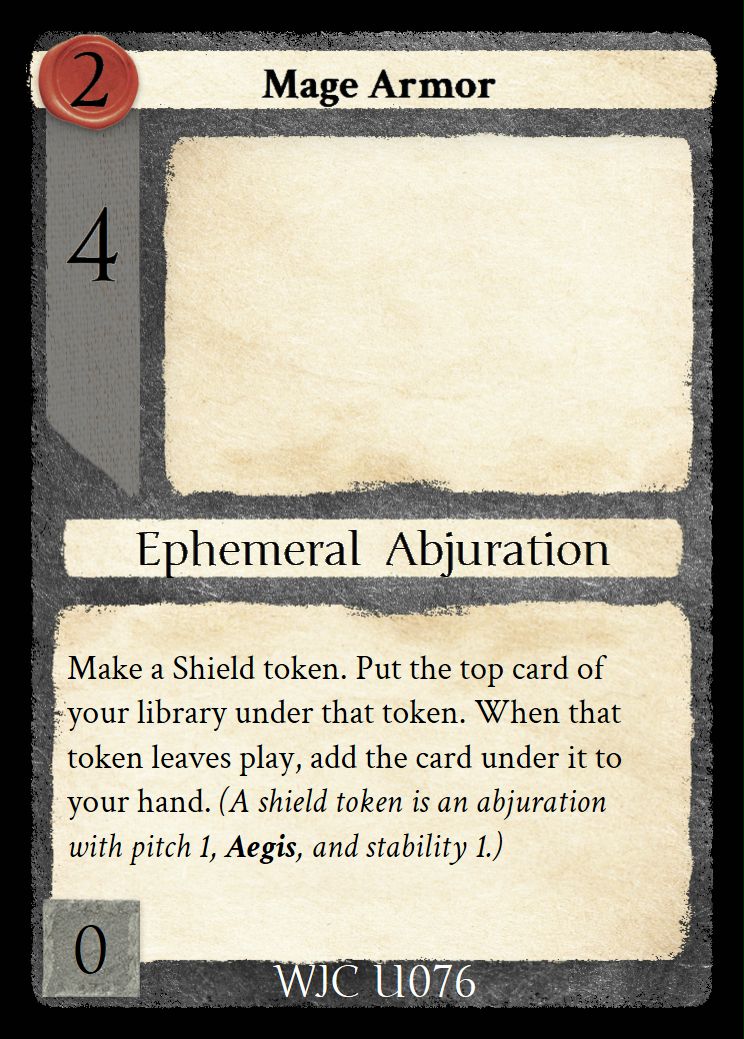 2
Mage Armor
4
Ephemeral Abjuration
Make a Shield token. Put the top card of
your library under that token. When that
token leaves play, add the card under it to
your hand. (A shield token is an abjuration
with pitch 1, Aegis, and stability 1.)
0
WJC U076